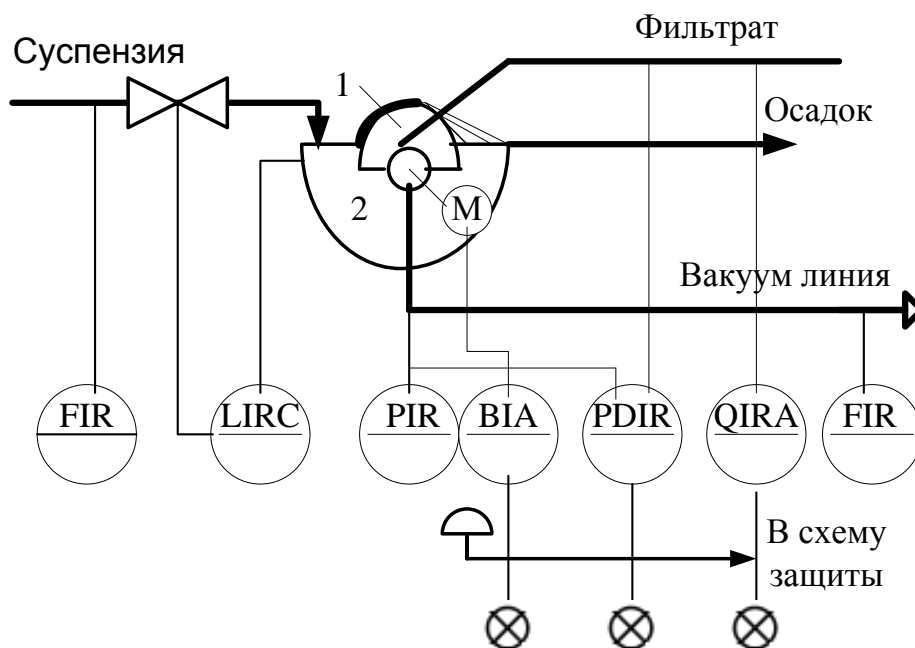 Фильтрат
Суспензия
1
Осадок
2
М
Вакуум линия
FIR
LIRC
PIR
BIA
PDIR
QIRA
FIR
В схему
защиты